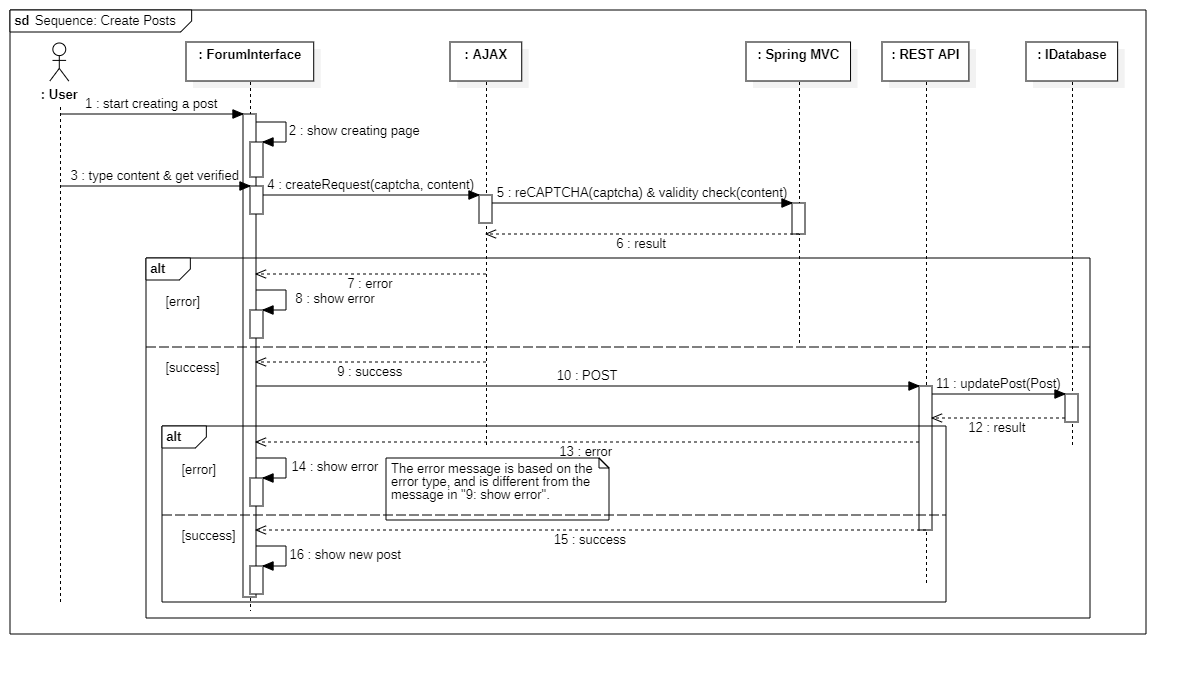 sd Sequence: Create Posts
: User
: ForumInterface
: AJAX
: Spring MVC
: REST API
: IDatabase
1 : start creating a post
2 : show creating page
3 : type content & get verified
4 : createRequest(captcha, content)
5 : reCAPTCHA(captcha) & validity check(content)
6 : result
alt
7 : error
[error]
8 : show error
[success]
9 : success
10 : POST
11 : updatePost(Post)
12 : result
alt
13 : error
[error]
14 : show error
The error message is based on the
error type, and is different from the
message in "9: show error".
[success]
15 : success
16 : show new post